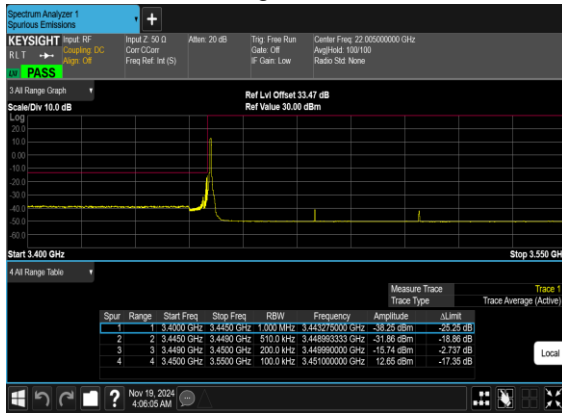 Spectrum Analyzer 1
Spurious Emissions
KEYSIGHT Input: RF Input Z: 50 Ω Atten: 20 dB Trig: Free Run Center Freq: 22.005000000 GHz
RLT Coupling: DC Corr CCorr Gate: Off Avg|Hold: 100/100
Align: Off Freq Ref: Int (S) IF Gain: Low Radio Std: None
PASS
3 All Range Graph
Ref Lvl Offset 33.47 dB
Scale/Div 10.0 dB Ref Value 30.00 dBm
Log
20.0
10.0
0.00
-10.0
-20.0
-30.0
-40.0
-50.0
-60.0
Start 3.400 GHz Stop 3.550 GH
4 All Range Table
Measure Trace Trace 1
Trace Type Trace Average (Active)
Spur Range Start Freq Stop Freq RBW Frequency Amplitude ΔLimit
1 1 3.4000 GHz 3.4450 GHz 1.000 MHz 3.443275000 GHz -38.25 dBm -25.25 dB
2 2 3.4450 GHz 3.4490 GHz 510.0 kHz 3.448993333 GHz -31.86 dBm -18.86 dB
3 3 3.4490 GHz 3.4500 GHz 200.0 kHz 3.449990000 GHz -15.74 dBm -2.737 dB
4 4 3.4500 GHz 3.5500 GHz 100.0 kHz 3.451000000 GHz 12.65 dBm -17.35 dB
Local
Nov 19, 2024
4:06:05 AM